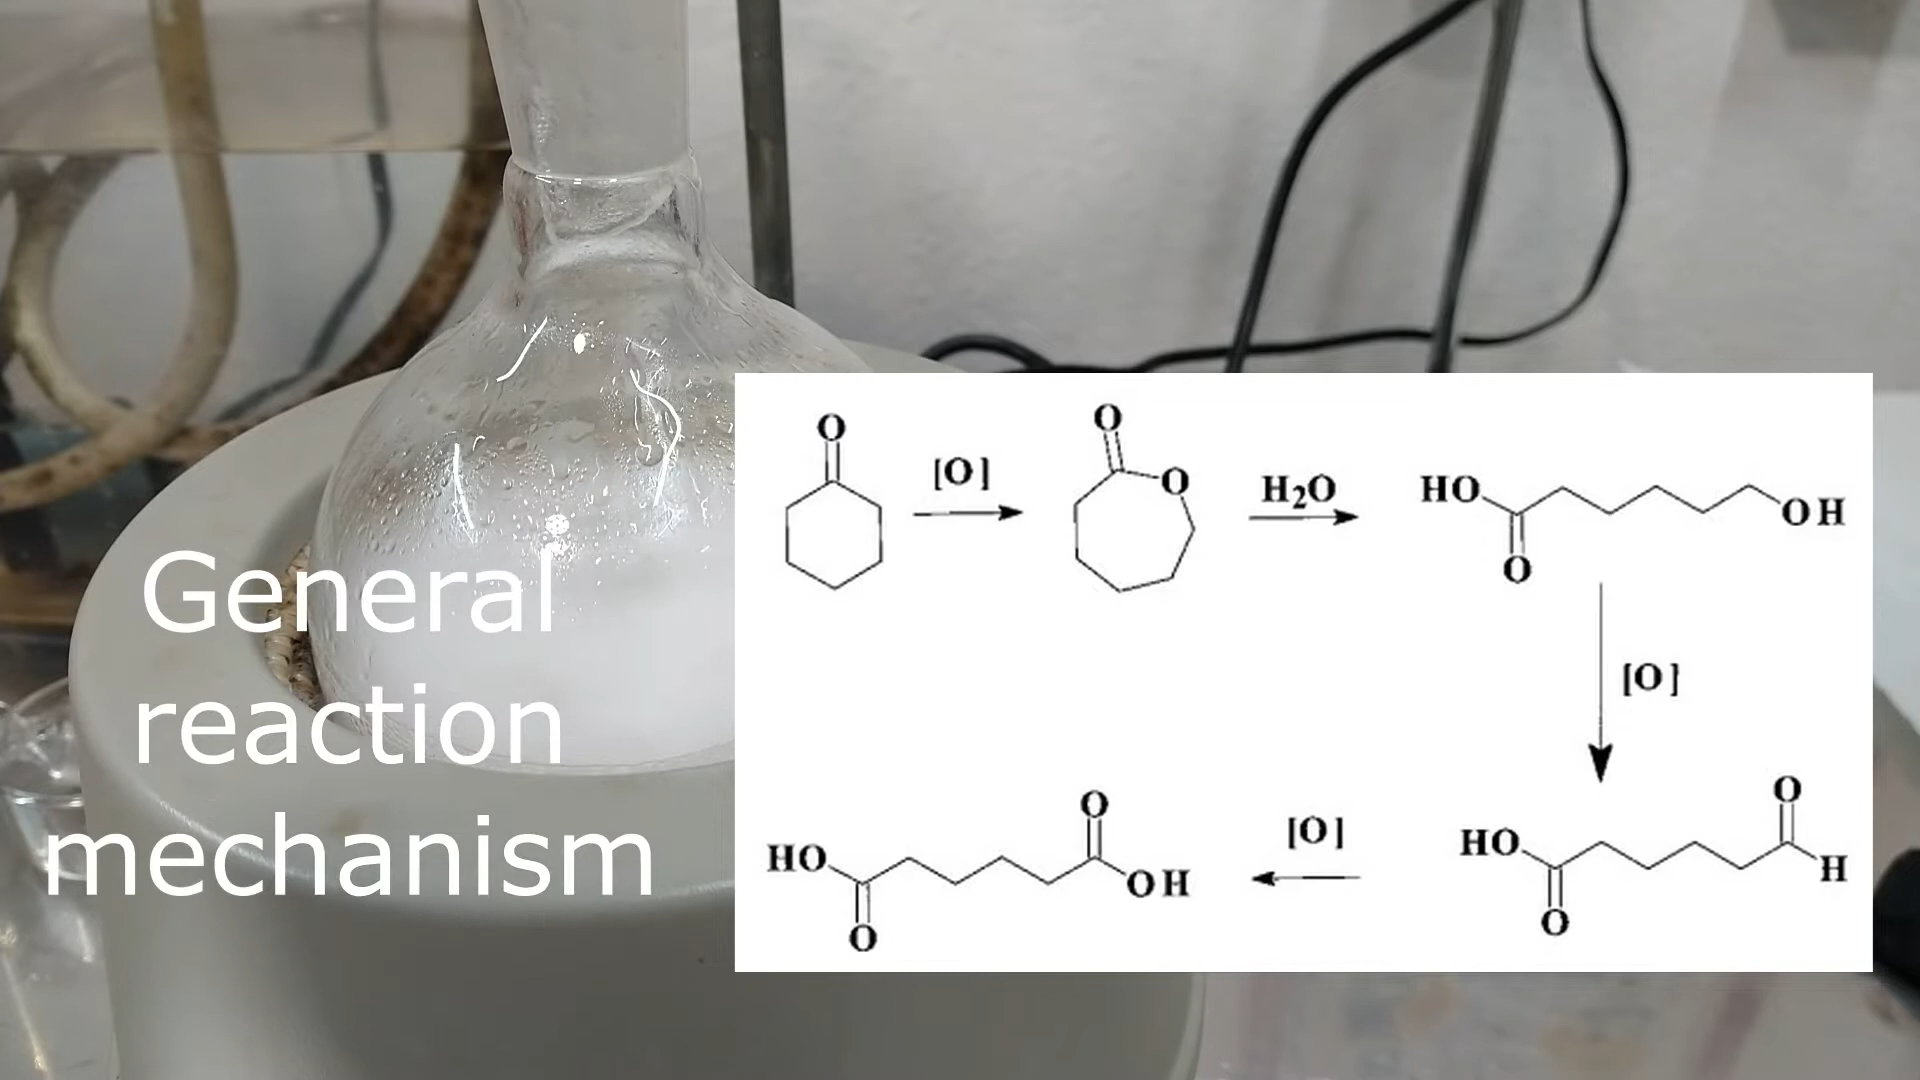 General
reaction
mechanism
O
[O]
O
O
H2O
HO
O
OH
[O]
HO
O
O
H
[O]
HO
O
O
OH